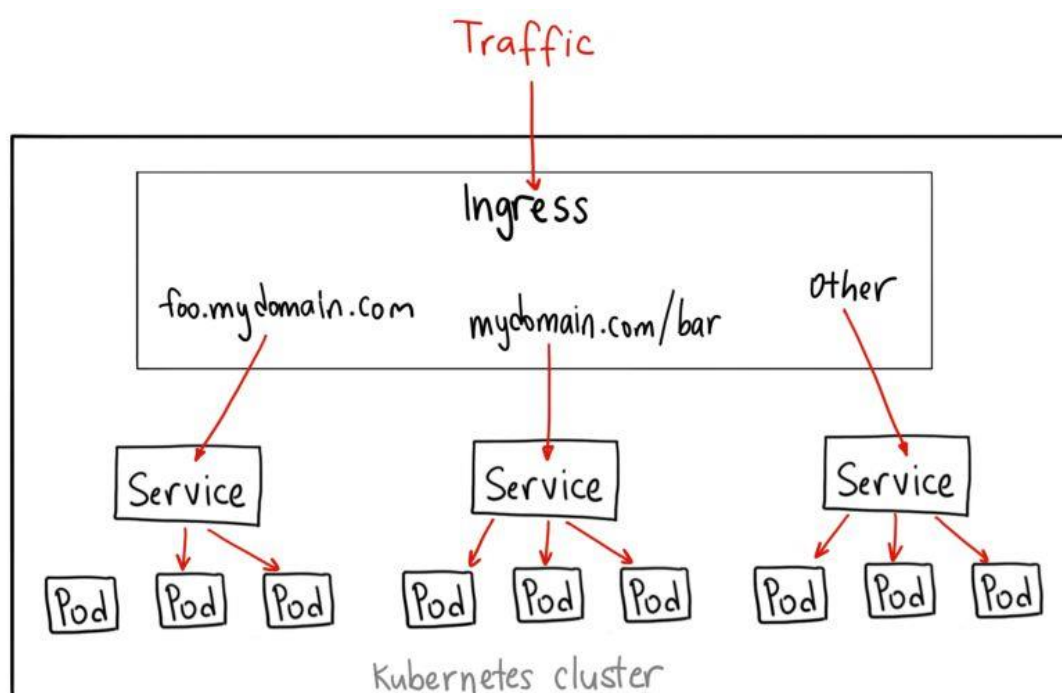 Traffic
Ingress
foo.mydomain.com
mydomain.com/bar
other
Service
Service
Service
Pod
Pod
Pod
Pod
Pod
Pod
Pod
Pod
Pod
Kubernetes cluster